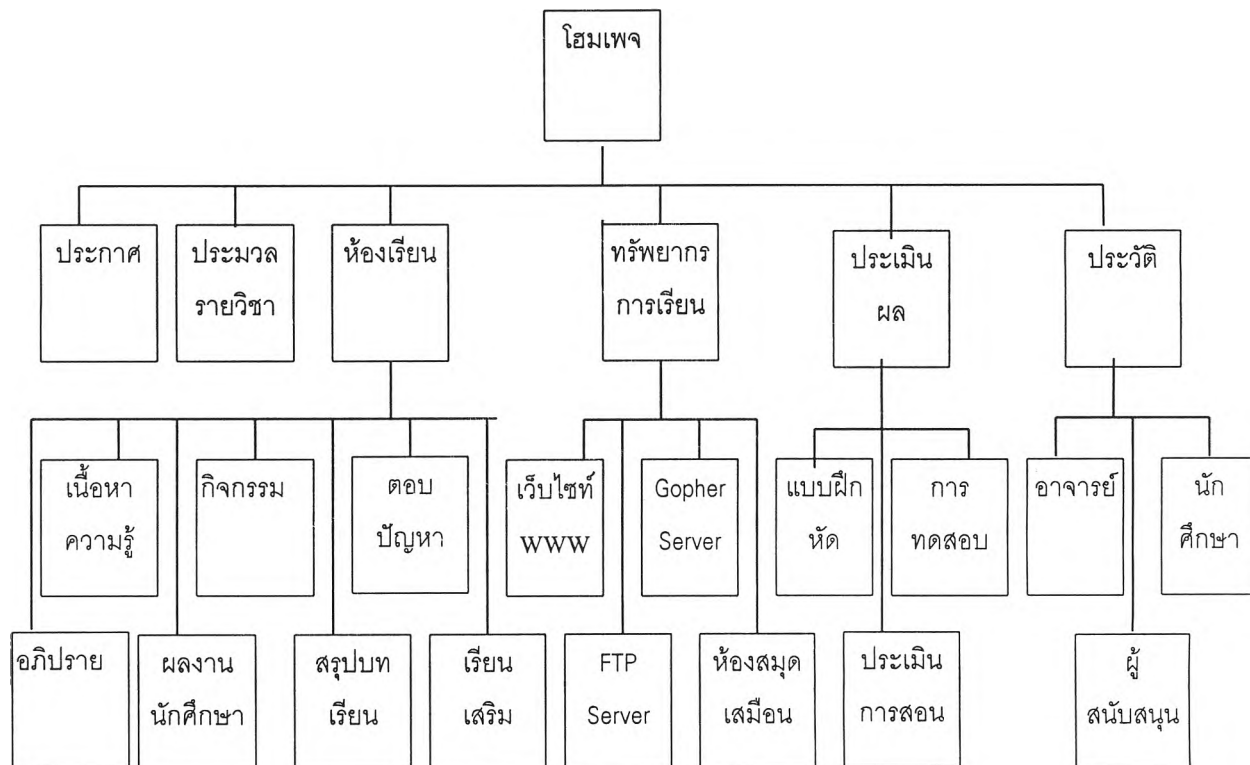 โฮมเพจ
ประกาศ
ประมวล
รายวิชา
ห้องเรียน
ทรัพยากร
การเรียน
ประเมิน
ผล
ประวัติ
เนื้อหา
ความรู้
กิจกรรม
ตอบ
ปัญหา
เว็บไซท์
WWW
Gopher
Server
แบบฝึก
หัด
การ
ทดสอบ
อาจารย์
นัก
ศึกษา
อภิปราย
ผลงาน
นักศึกษา
สรุปบท
เรียน
เรียน
เสริม
FTP
Server
ห้องสมุด
เสมือน
ประเมิน
การสอน
ผู้
สนับสนุน